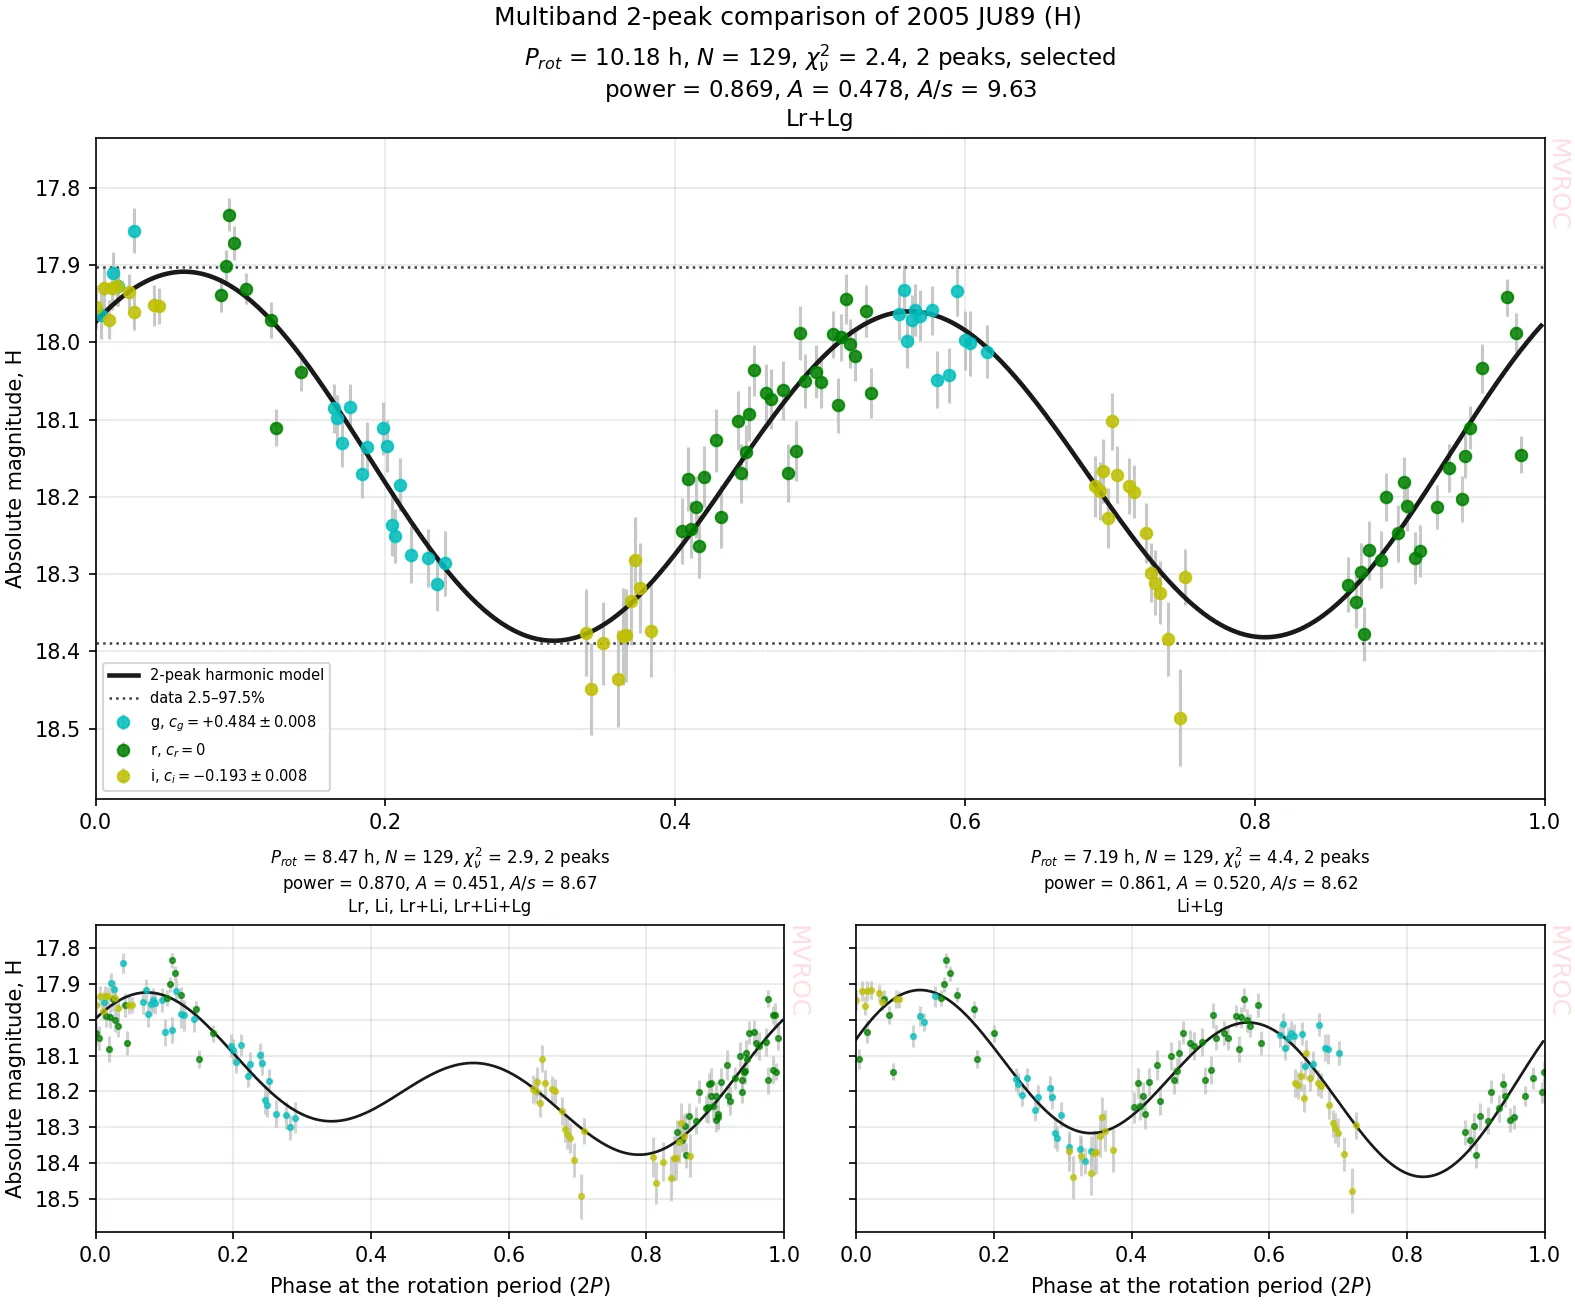 Multiband 2-peak comparison of 2005 JU89 (H)
P_rot = 10.18 h, N = 129, χ²_ν = 2.4, 2 peaks, selected
power = 0.869, A = 0.478, A/s = 9.63
Lr+Lg
MVROC
Absolute magnitude, H
17.8
17.9
18.0
18.1
18.2
18.3
18.4
18.5
2-peak harmonic model
data 2.5–97.5%
g, c_g = +0.484 ± 0.008
r, c_r = 0
i, c_i = −0.193 ± 0.008
0.0 0.2 0.4 0.6 0.8 1.0
P_rot = 8.47 h, N = 129, χ²_ν = 2.9, 2 peaks
power = 0.870, A = 0.451, A/s = 8.67
Lr, Li, Lr+Li, Lr+Li+Lg
MVROC
Absolute magnitude, H
17.8
17.9
18.0
18.1
18.2
18.3
18.4
18.5
0.0 0.2 0.4 0.6 0.8 1.0
Phase at the rotation period (2P)
P_rot = 7.19 h, N = 129, χ²_ν = 4.4, 2 peaks
power = 0.861, A = 0.520, A/s = 8.62
Li+Lg
MVROC
0.0 0.2 0.4 0.6 0.8 1.0
Phase at the rotation period (2P)